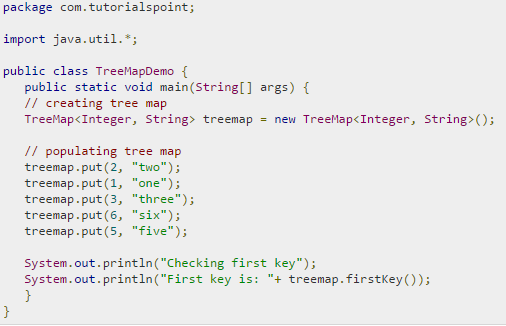 package com.tutorialspoint;
import java.util.*;
public class TreeMapDemo {
public static void main(String[] args) {
// creating tree map
TreeMap<Integer, String> treemap = new TreeMap<Integer, String>();
// populating tree map
treemap.put(2, "two");
treemap.put(1, "one");
treemap.put(3, "three");
treemap.put(6, "six");
treemap.put(5, "five");
System.out.println("Checking first key");
System.out.println("First key is: "+ treemap.firstKey());
}
}